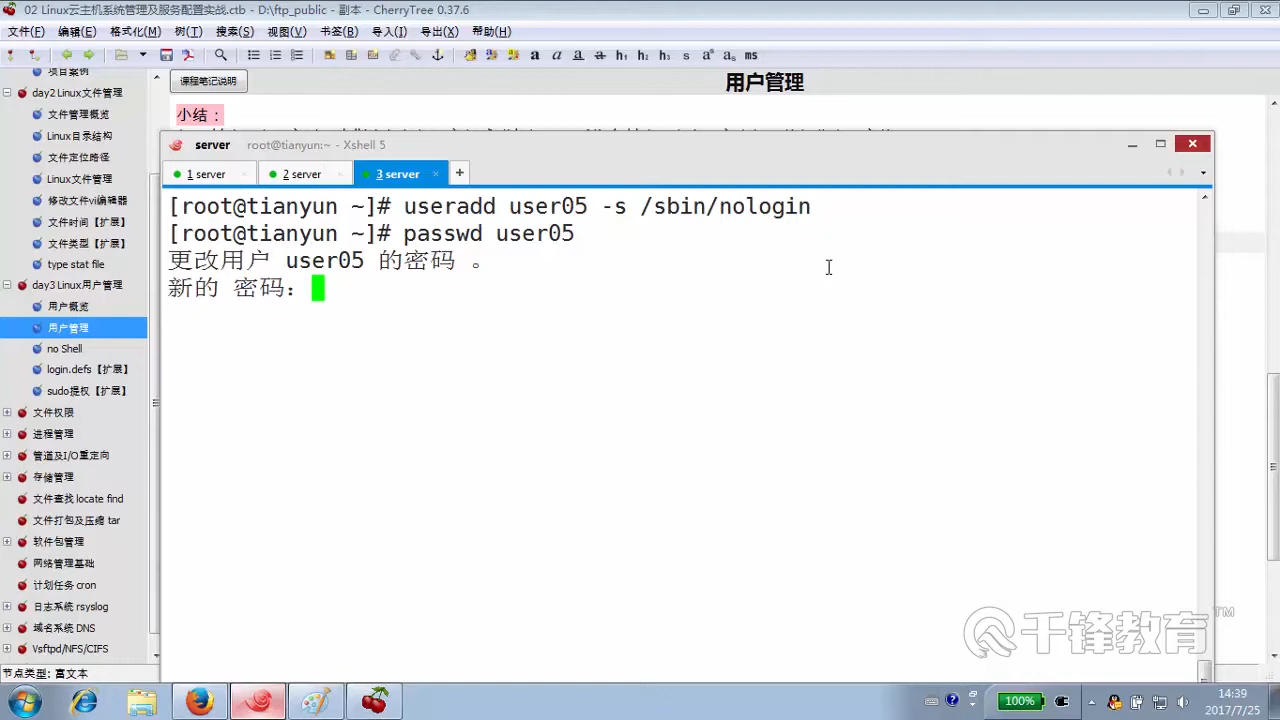 02 Linux云主机系统管理及服务配置实战.ctb - D:\ftp_public - 副本 - CherryTree 0.37.6
文件(F) 编辑(E) 格式化(M) 树(T) 搜索(S) 视图(V) 书签(B) 导入(I) 导出(X) 帮助(H)
a a a a h1 h2 h3 s a a ms
项目案例
day2 Linux文件管理
文件管理概览
Linux目录结构
文件定位路径
Linux文件管理
修改文件vi编辑器
文件时间【扩展】
文件类型【扩展】
type stat file
day3 Linux用户管理
用户概览
用户管理
no Shell
login.defs【扩展】
sudo提权【扩展】
文件权限
进程管理
管道及I/O重定向
存储管理
文件查找 locate find
文件打包及压缩 tar
软件包管理
网络管理基础
计划任务 cron
日志系统 rsyslog
域名系统 DNS
Vsftpd/NFS/CIFS
节点类型: 富文本
课程笔记说明
用户管理
小结：
server root@tianyun:~ - Xshell 5
1 server 2 server 3 server +
[root@tianyun ~]# useradd user05 -s /sbin/nologin
[root@tianyun ~]# passwd user05
更改用户 user05 的密码 。
新的 密码：
千锋教育 TM
100%
14:39
2017/7/25